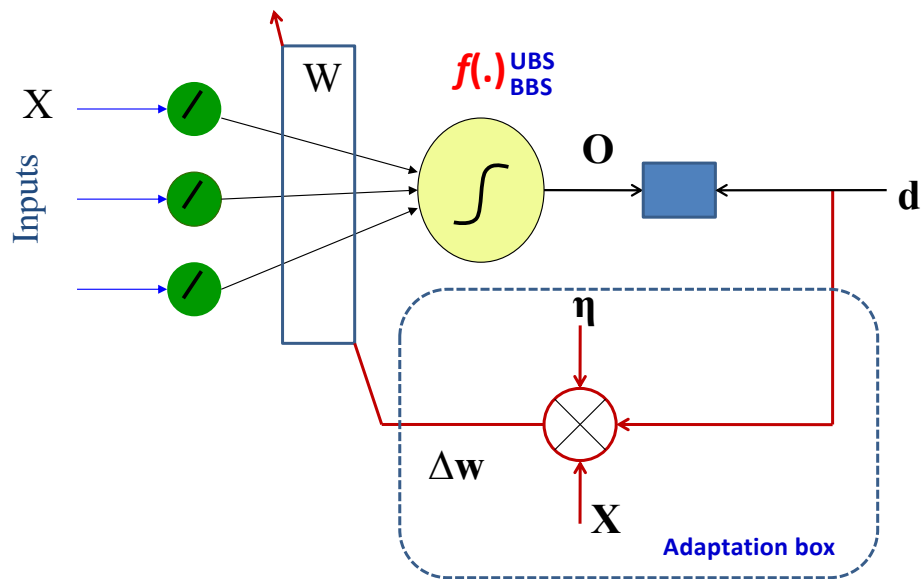 X
Inputs
W
f(.) UBS
BBS
O
d
η
Δw
X
Adaptation box